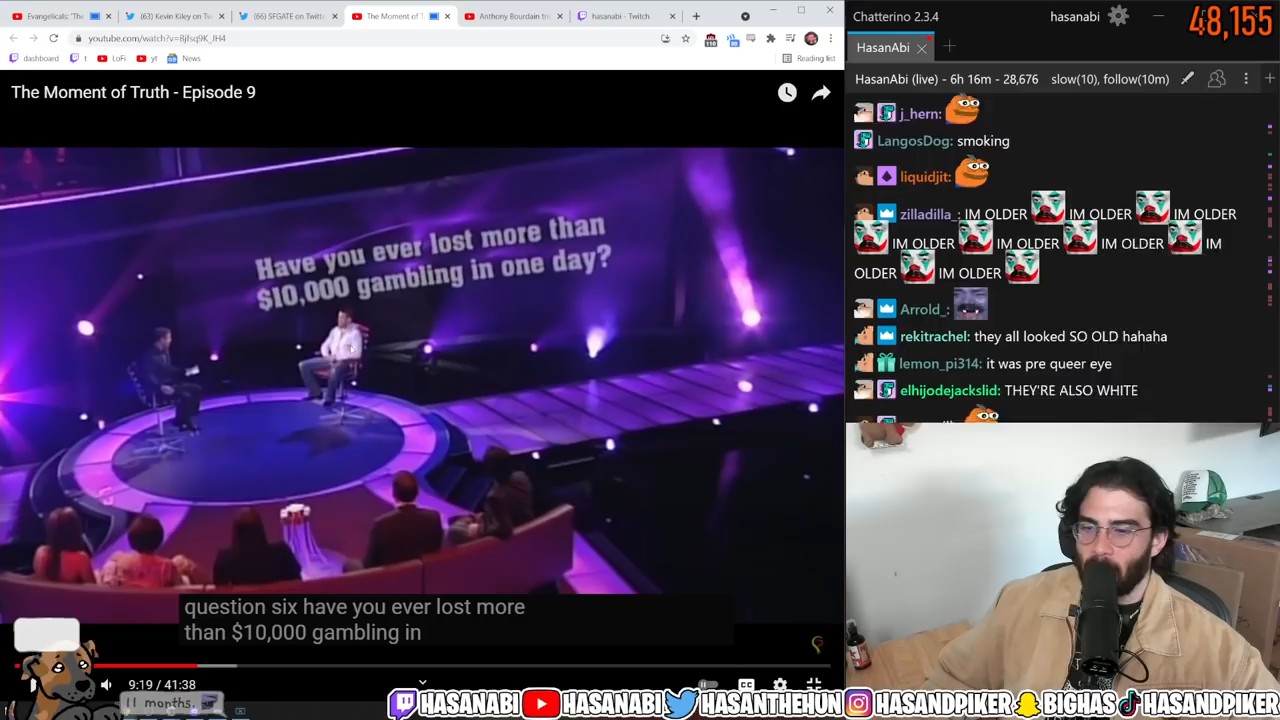 Evangelicals: 'The
(63) Kevin Kiley on Tw
(66) SFGATE on Twitte
The Moment of T
Anthony Bourdain tri
hasanabi - Twitch
youtube.com/watch?v=8jfsq9K_JH4
dashboard
t
LoFi
yt
News
Reading list
The Moment of Truth - Episode 9
Have you ever lost more than
$10,000 gambling in one day?
question six have you ever lost more
than $10,000 gambling in
9:19 / 41:38
CC
11 months.
Chatterino 2.3.4
hasanabi
48,155
HasanAbi
HasanAbi (live) - 6h 16m - 28,676 slow(10), follow(10m)
j_hern:
LangosDog: smoking
liquidjit:
zilladilla_: IM OLDER IM OLDER IM OLDER
IM OLDER IM OLDER IM OLDER IM
OLDER IM OLDER
Arrold_:
rekitrachel: they all looked SO OLD hahaha
lemon_pi314: it was pre queer eye
elhijodejackslid: THEY'RE ALSO WHITE
HASANABI HASANABI HASANTHEHUN HASANDPIKER BIGHAS HASANDPIKER